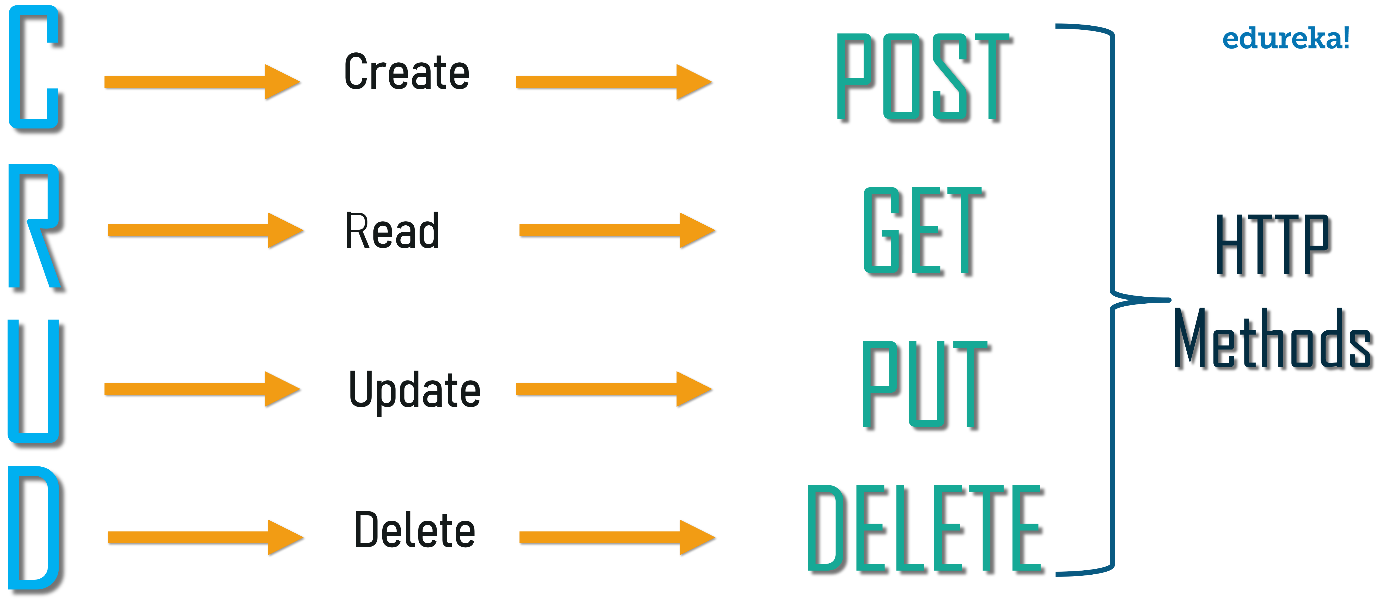 C Create POST edureka!
R Read GET HTTP
U Update PUT Methods
D Delete DELETE